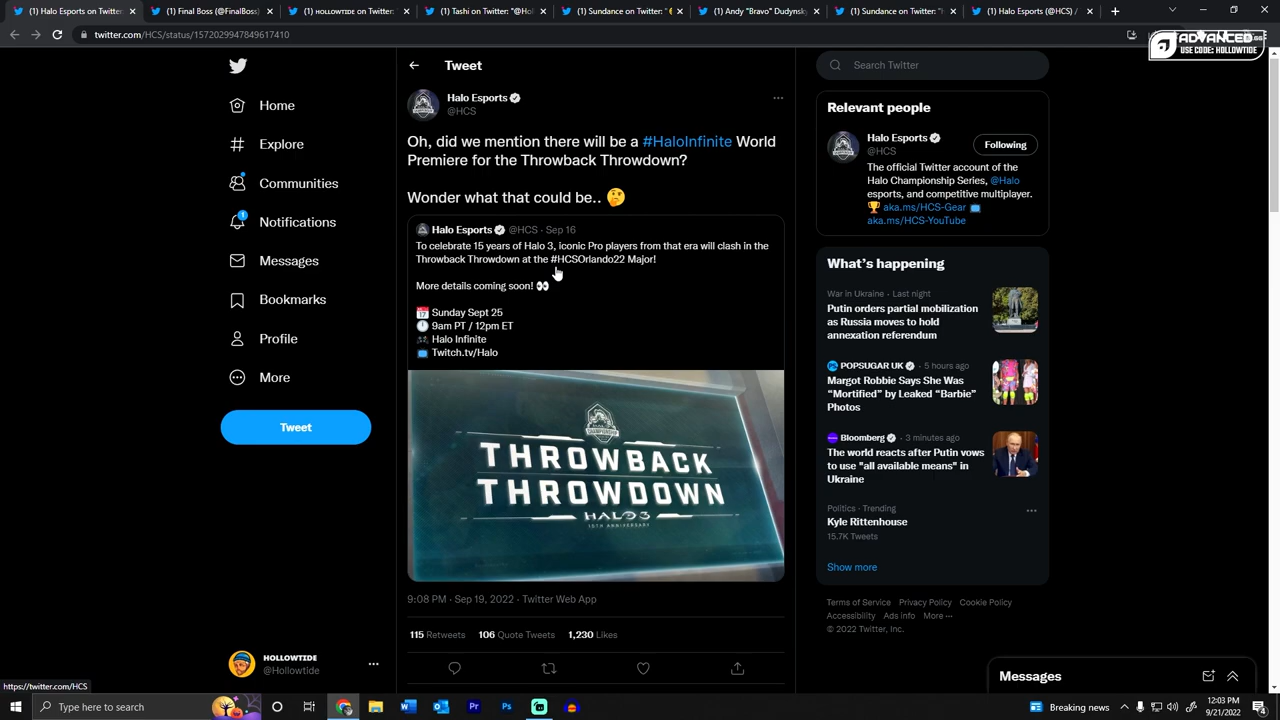 (1) Halo Esports on Twitter: "O
(1) Final Boss (@FinalBoss)
(1) Halo Esports on Twitter: "
(1) Tashi on Twitter: "@Hol
(1) Sundance on Twitter: "
(1) Andy "Bravo" Dudynsky
(1) Sundance on Twitter: "
(1) Halo Esports (@HCS) /
twitter.com/HCS/status/1572029947849617410
ADVANCED.GG
USE CODE: HOLLOWTIDE
Home
Explore
Communities
1
Notifications
Messages
Bookmarks
Profile
More
Tweet
HOLLOWTIDE
@Hollowtide
https://twitter.com/HCS
Tweet
Halo Esports
@HCS
Oh, did we mention there will be a #HaloInfinite World
Premiere for the Throwback Throwdown?
Wonder what that could be.. 🤔
Halo Esports @HCS · Sep 16
To celebrate 15 years of Halo 3, iconic Pro players from that era will clash in the
Throwback Throwdown at the #HCSOrlando22 Major!
More details coming soon! 👀
📅 Sunday Sept 25
🕛 9am PT / 12pm ET
🎮 Halo Infinite
📺 Twitch.tv/Halo
HALO
CHAMPIONSHIP
THROWBACK
THROWDOWN
HALO 3
15TH ANNIVERSARY
9:08 PM · Sep 19, 2022 · Twitter Web App
115 Retweets 106 Quote Tweets 1,230 Likes
Search Twitter
Relevant people
Halo Esports
@HCS
Following
The official Twitter account of the
Halo Championship Series, @Halo
esports, and competitive multiplayer.
🏆 aka.ms/HCS-Gear 📺
aka.ms/HCS-YouTube
What's happening
War in Ukraine · Last night
Putin orders partial mobilization
as Russia moves to hold
annexation referendum
POPSUGAR UK · 5 hours ago
Margot Robbie Says She Was
"Mortified" by Leaked "Barbie"
Photos
Bloomberg · 3 minutes ago
The world reacts after Putin vows
to use "all available means" in
Ukraine
Politics · Trending
Kyle Rittenhouse
15.7K Tweets
Show more
Terms of Service Privacy Policy Cookie Policy
Accessibility Ads info More ···
© 2022 Twitter, Inc.
Messages
Type here to search
Pr
Ps
Breaking news
12:03 PM
9/21/2022